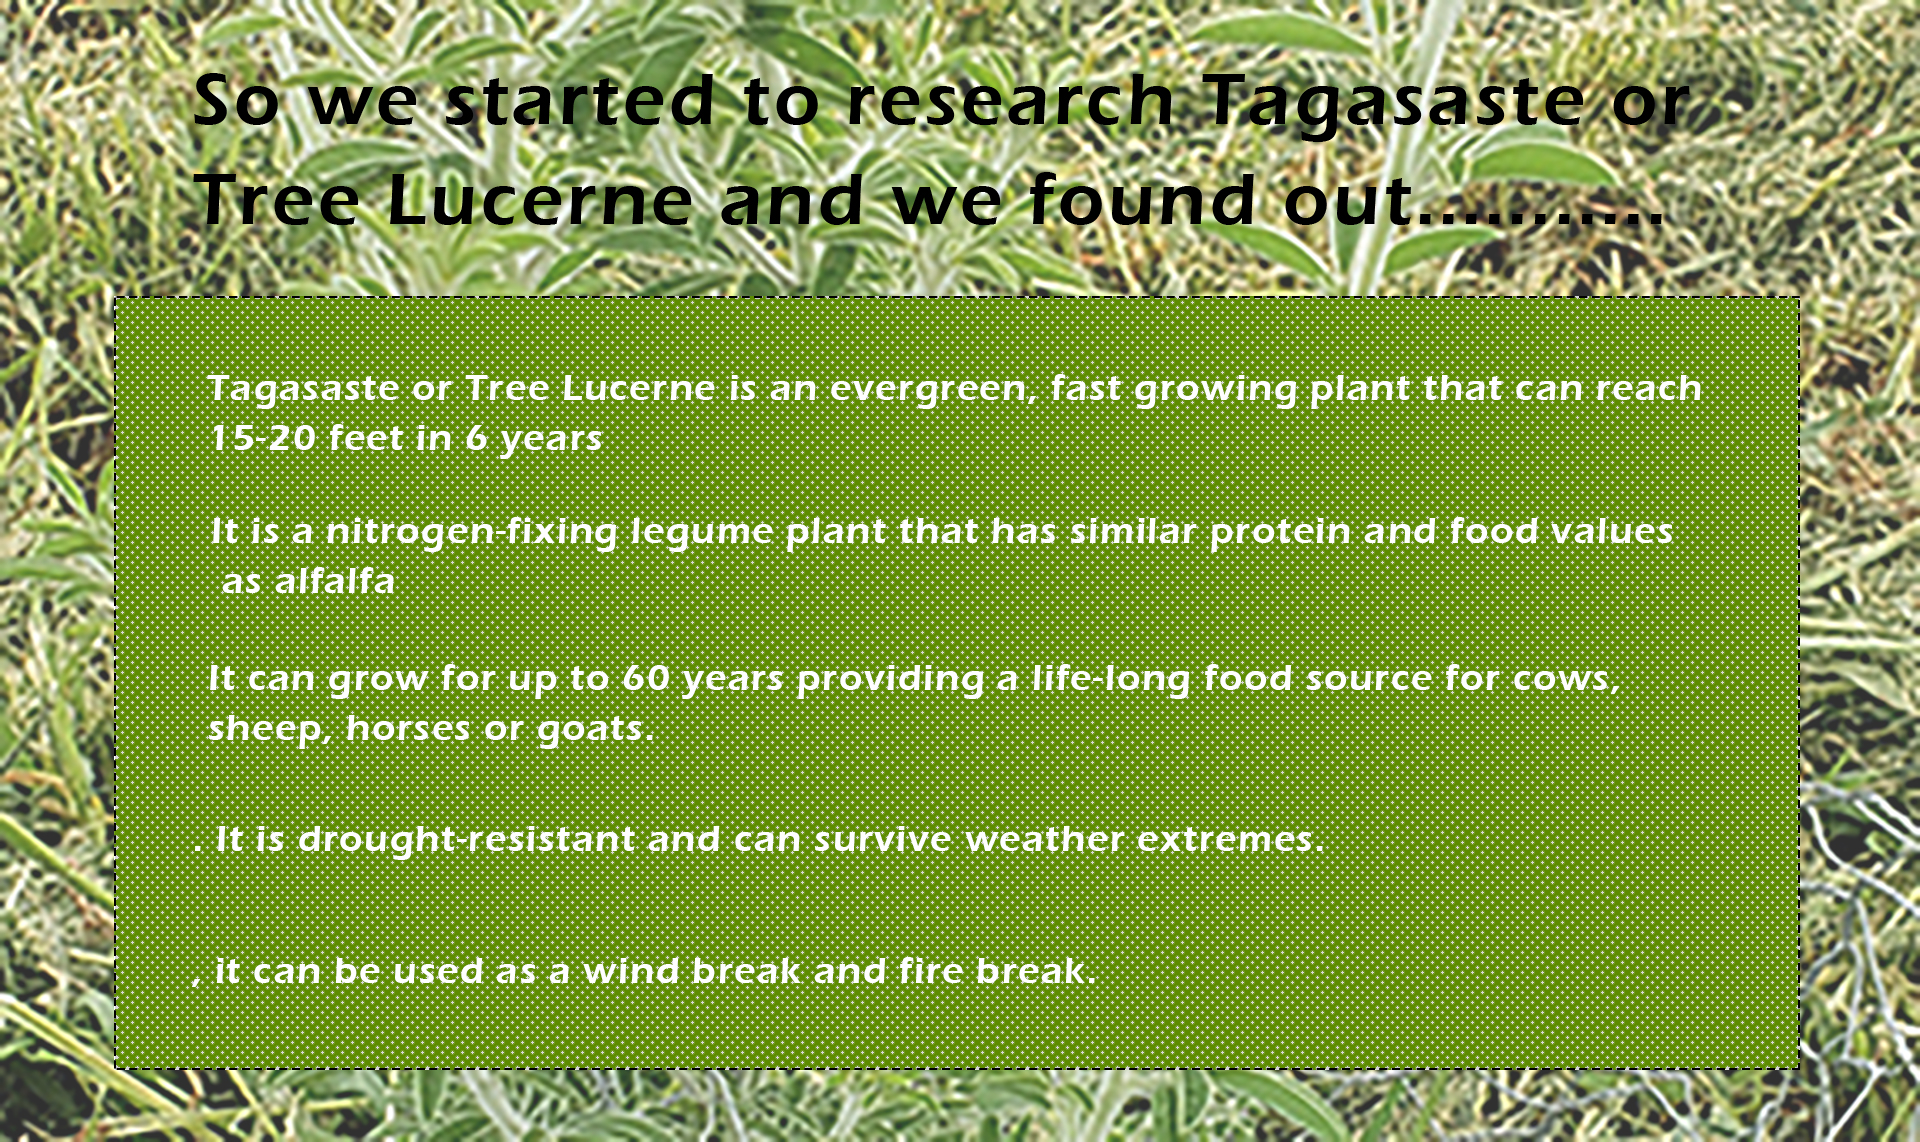 So we started to research Tagasaste or
Tree Lucerne and we found out...........
Tagasaste or Tree Lucerne is an evergreen, fast growing plant that can reach
15-20 feet in 6 years
It is a nitrogen-fixing legume plant that has similar protein and food values
as alfalfa
It can grow for up to 60 years providing a life-long food source for cows,
sheep, horses or goats.
. It is drought-resistant and can survive weather extremes.
, it can be used as a wind break and fire break.